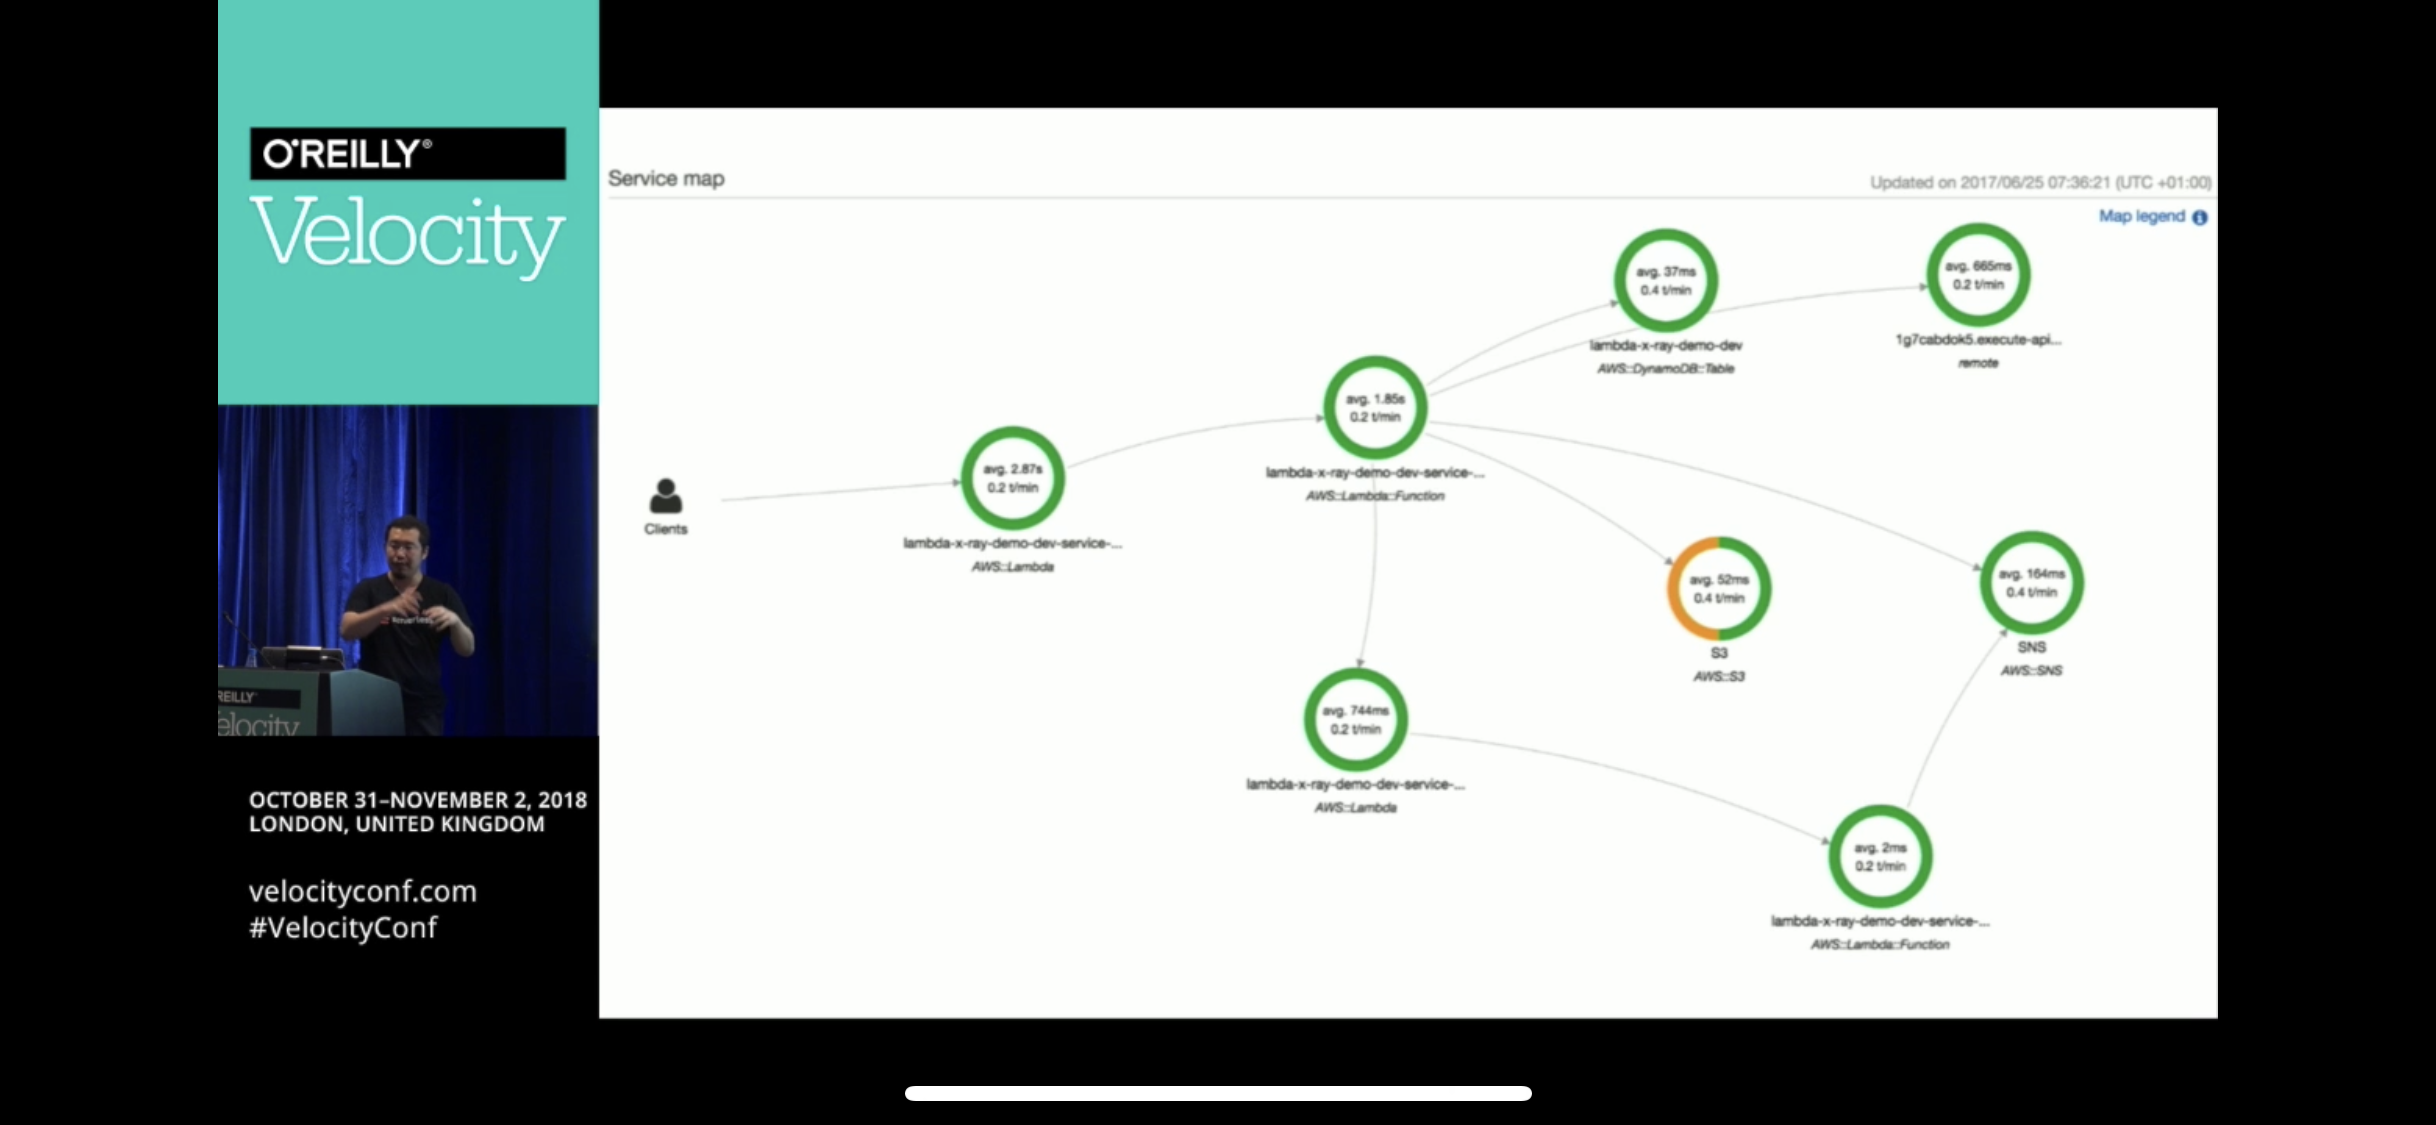 O'REILLY®
Velocity
REILLY
elocity
OCTOBER 31–NOVEMBER 2, 2018
LONDON, UNITED KINGDOM
velocityconf.com
#VelocityConf
Service map
Updated on 2017/06/25 07:36:21 (UTC +01:00)
Map legend
Clients
avg. 2.87s
0.2 t/min
lambda-x-ray-demo-dev-service-...
AWS::Lambda
avg. 1.85s
0.2 t/min
lambda-x-ray-demo-dev-service-...
AWS::Lambda::Function
avg. 37ms
0.4 t/min
lambda-x-ray-demo-dev
AWS::DynamoDB::Table
avg. 665ms
0.2 t/min
1g7cabdok5.execute-api...
remote
avg. 52ms
0.4 t/min
S3
AWS::S3
avg. 164ms
0.4 t/min
SNS
AWS::SNS
avg. 744ms
0.2 t/min
lambda-x-ray-demo-dev-service-...
AWS::Lambda
avg. 2ms
0.2 t/min
lambda-x-ray-demo-dev-service-...
AWS::Lambda::Function